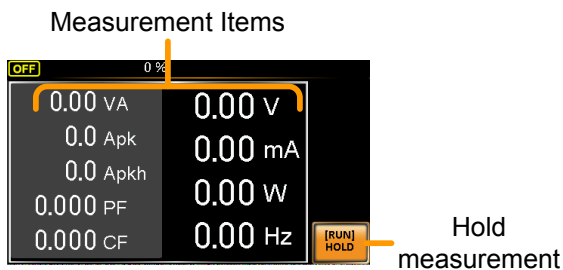 Measurement Items
OFF 0 %
0.00 VA
0.0 Apk
0.0 Apkh
0.000 PF
0.000 CF
0.00 V
0.00 mA
0.00 W
0.00 Hz
[RUN]
HOLD
Hold
measurement